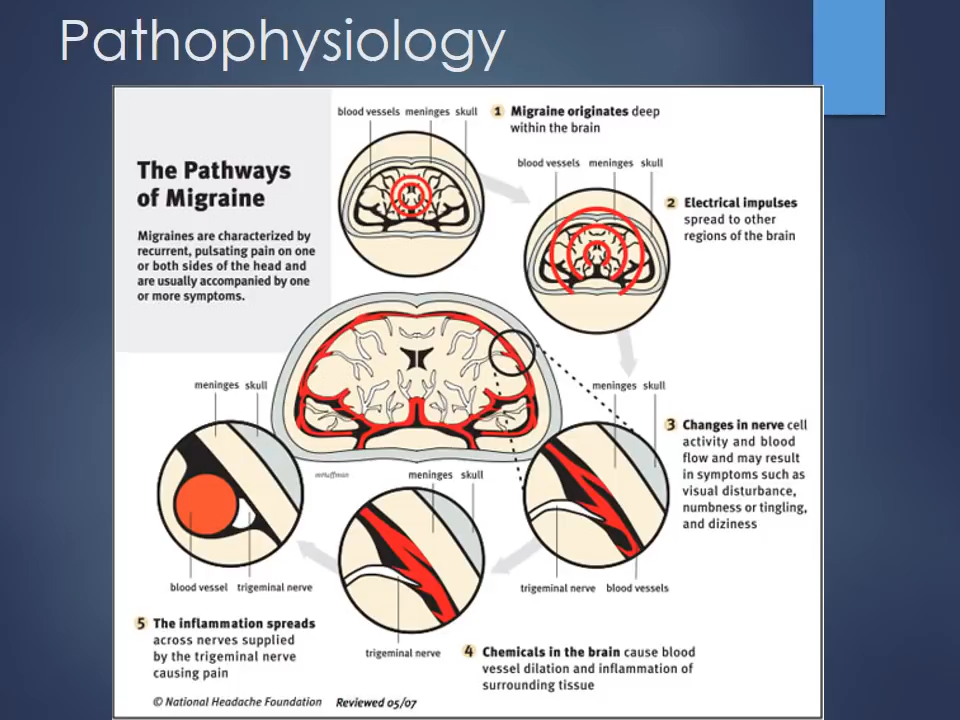 Pathophysiology
The Pathways
of Migraine
Migraines are characterized by
recurrent, pulsating pain on one
or both sides of the head and
are usually accompanied by one
or more symptoms.
blood vessels meninges skull
1 Migraine originates deep
within the brain
blood vessels meninges skull
2 Electrical impulses
spread to other
regions of the brain
meninges skull
3 Changes in nerve cell
activity and blood
flow and may result
in symptoms such as
visual disturbance,
numbness or tingling,
and diziness
trigeminal nerve blood vessels
meninges skull
trigeminal nerve
4 Chemicals in the brain cause blood
vessel dilation and inflammation of
surrounding tissue
meninges skull
blood vessel trigeminal nerve
5 The inflammation spreads
across nerves supplied
by the trigeminal nerve
causing pain
© National Headache Foundation Reviewed 05/07